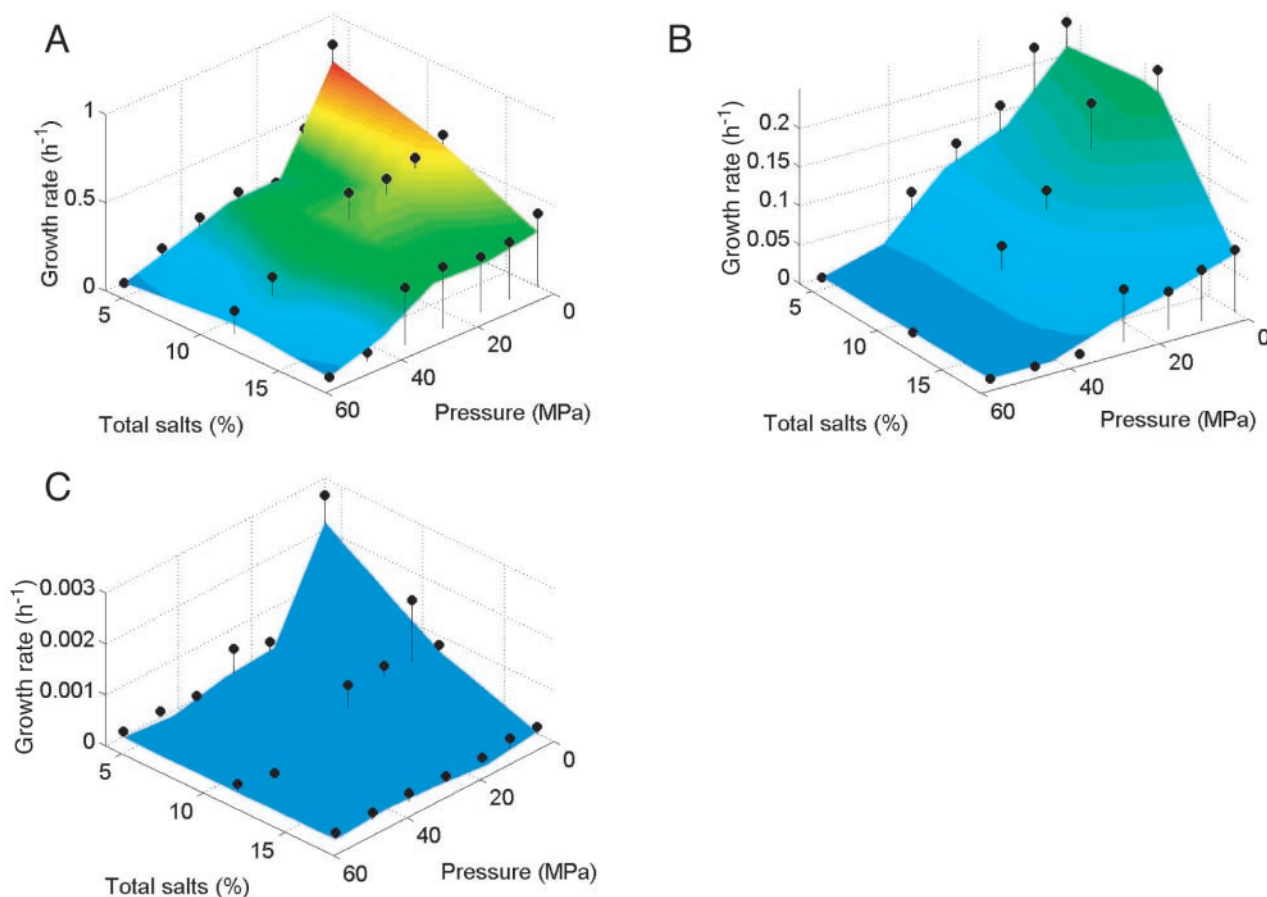 A
Growth rate (h⁻¹)
1
0.5
0
5
10
15
Total salts (%)
0
20
40
60
Pressure (MPa)
B
Growth rate (h⁻¹)
0.2
0.15
0.1
0.05
0
5
10
15
Total salts (%)
0
20
40
60
Pressure (MPa)
C
Growth rate (h⁻¹)
0.003
0.002
0.001
0
5
10
15
Total salts (%)
0
20
40
60
Pressure (MPa)